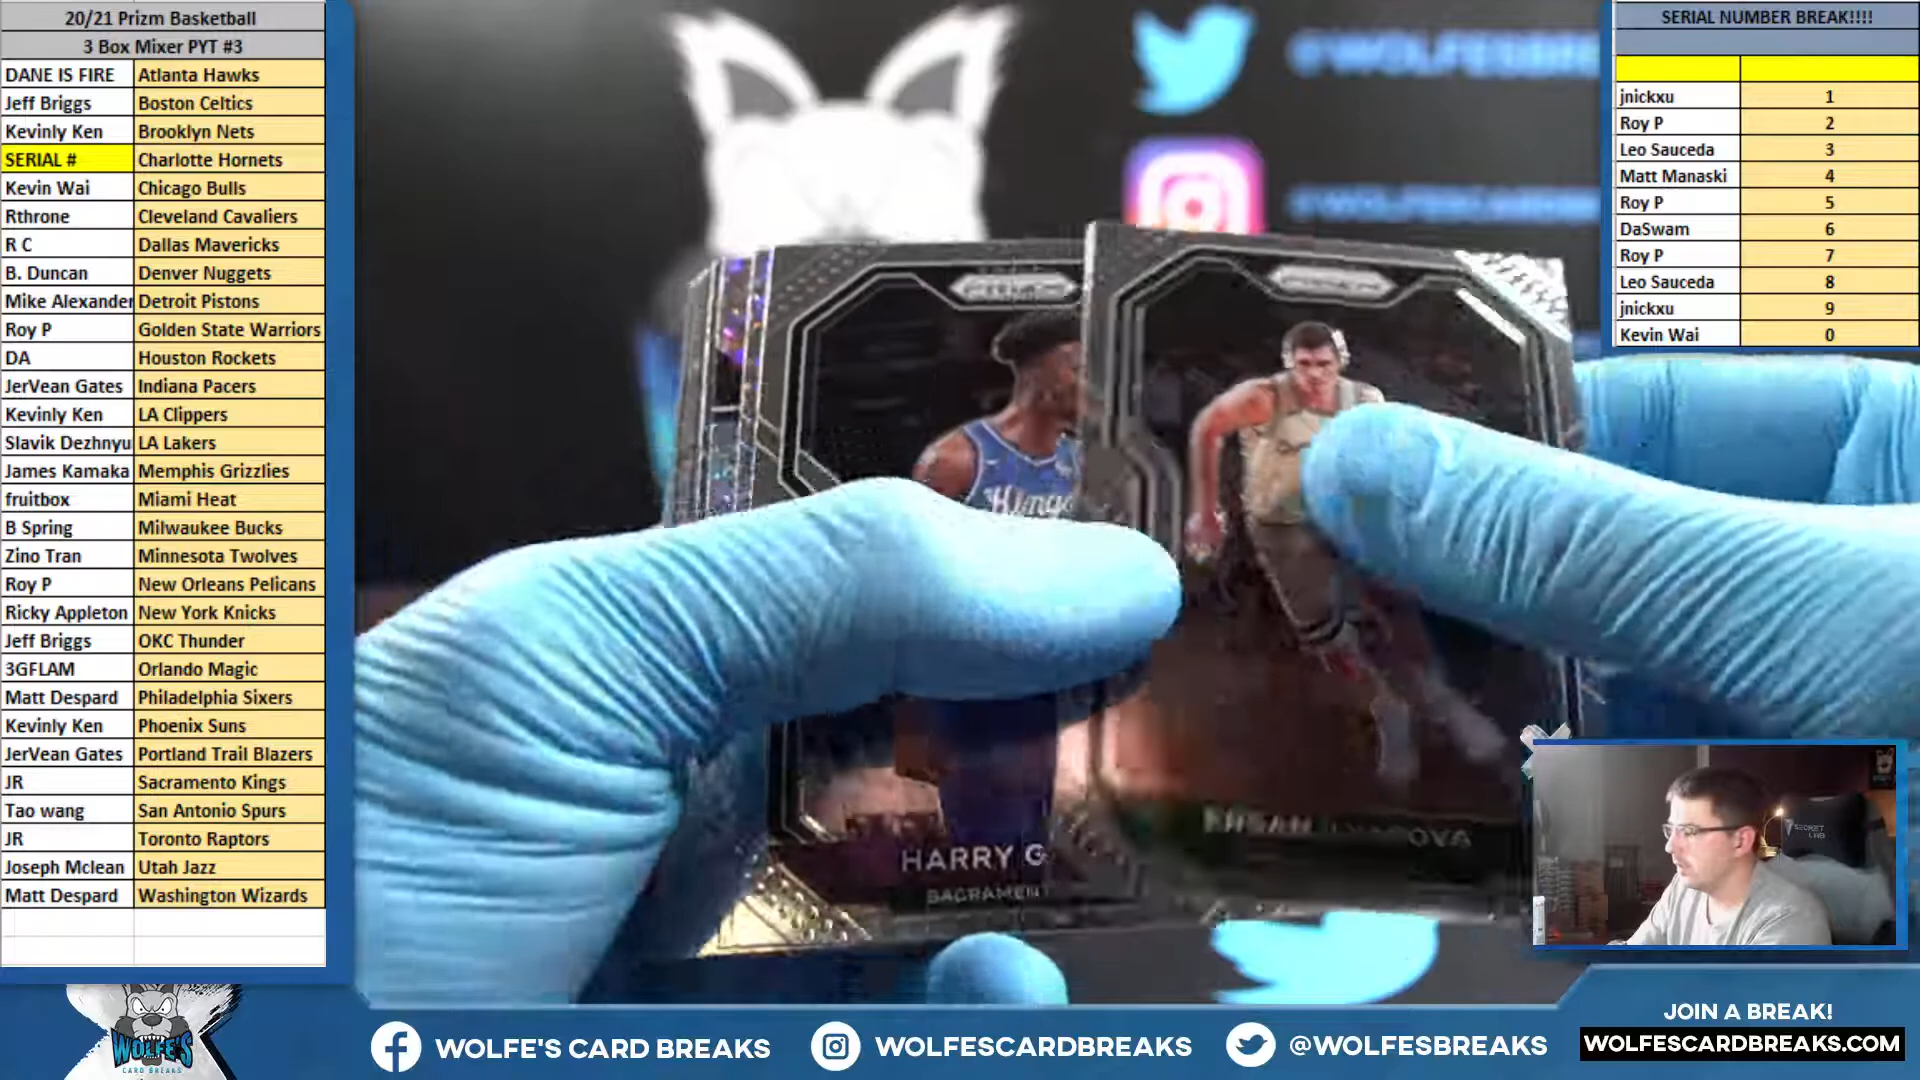 20/21 Prizm Basketball
3 Box Mixer PYT #3
DANE IS FIRE Atlanta Hawks
Jeff Briggs Boston Celtics
Kevinly Ken Brooklyn Nets
SERIAL # Charlotte Hornets
Kevin Wai Chicago Bulls
Rthrone Cleveland Cavaliers
R C Dallas Mavericks
B. Duncan Denver Nuggets
Mike Alexander Detroit Pistons
Roy P Golden State Warriors
DA Houston Rockets
JerVean Gates Indiana Pacers
Kevinly Ken LA Clippers
Slavik Dezhnyu LA Lakers
James Kamaka Memphis Grizzlies
fruitbox Miami Heat
B Spring Milwaukee Bucks
Zino Tran Minnesota Twolves
Roy P New Orleans Pelicans
Ricky Appleton New York Knicks
Jeff Briggs OKC Thunder
3GFLAM Orlando Magic
Matt Despard Philadelphia Sixers
Kevinly Ken Phoenix Suns
JerVean Gates Portland Trail Blazers
JR Sacramento Kings
Tao wang San Antonio Spurs
JR Toronto Raptors
Joseph Mclean Utah Jazz
Matt Despard Washington Wizards
SERIAL NUMBER BREAK!!!!
jnickxu 1
Roy P 2
Leo Sauceda 3
Matt Manaski 4
Roy P 5
DaSwam 6
Roy P 7
Leo Sauceda 8
jnickxu 9
Kevin Wai 0
@WOLFESBRE
Kings
HARRY G
SACRAMENT
SECRET
LAB
WOLFE'S
CARD BREAKS
WOLFE'S CARD BREAKS
WOLFESCARDBREAKS
@WOLFESBREAKS
JOIN A BREAK!
WOLFESCARDBREAKS.COM